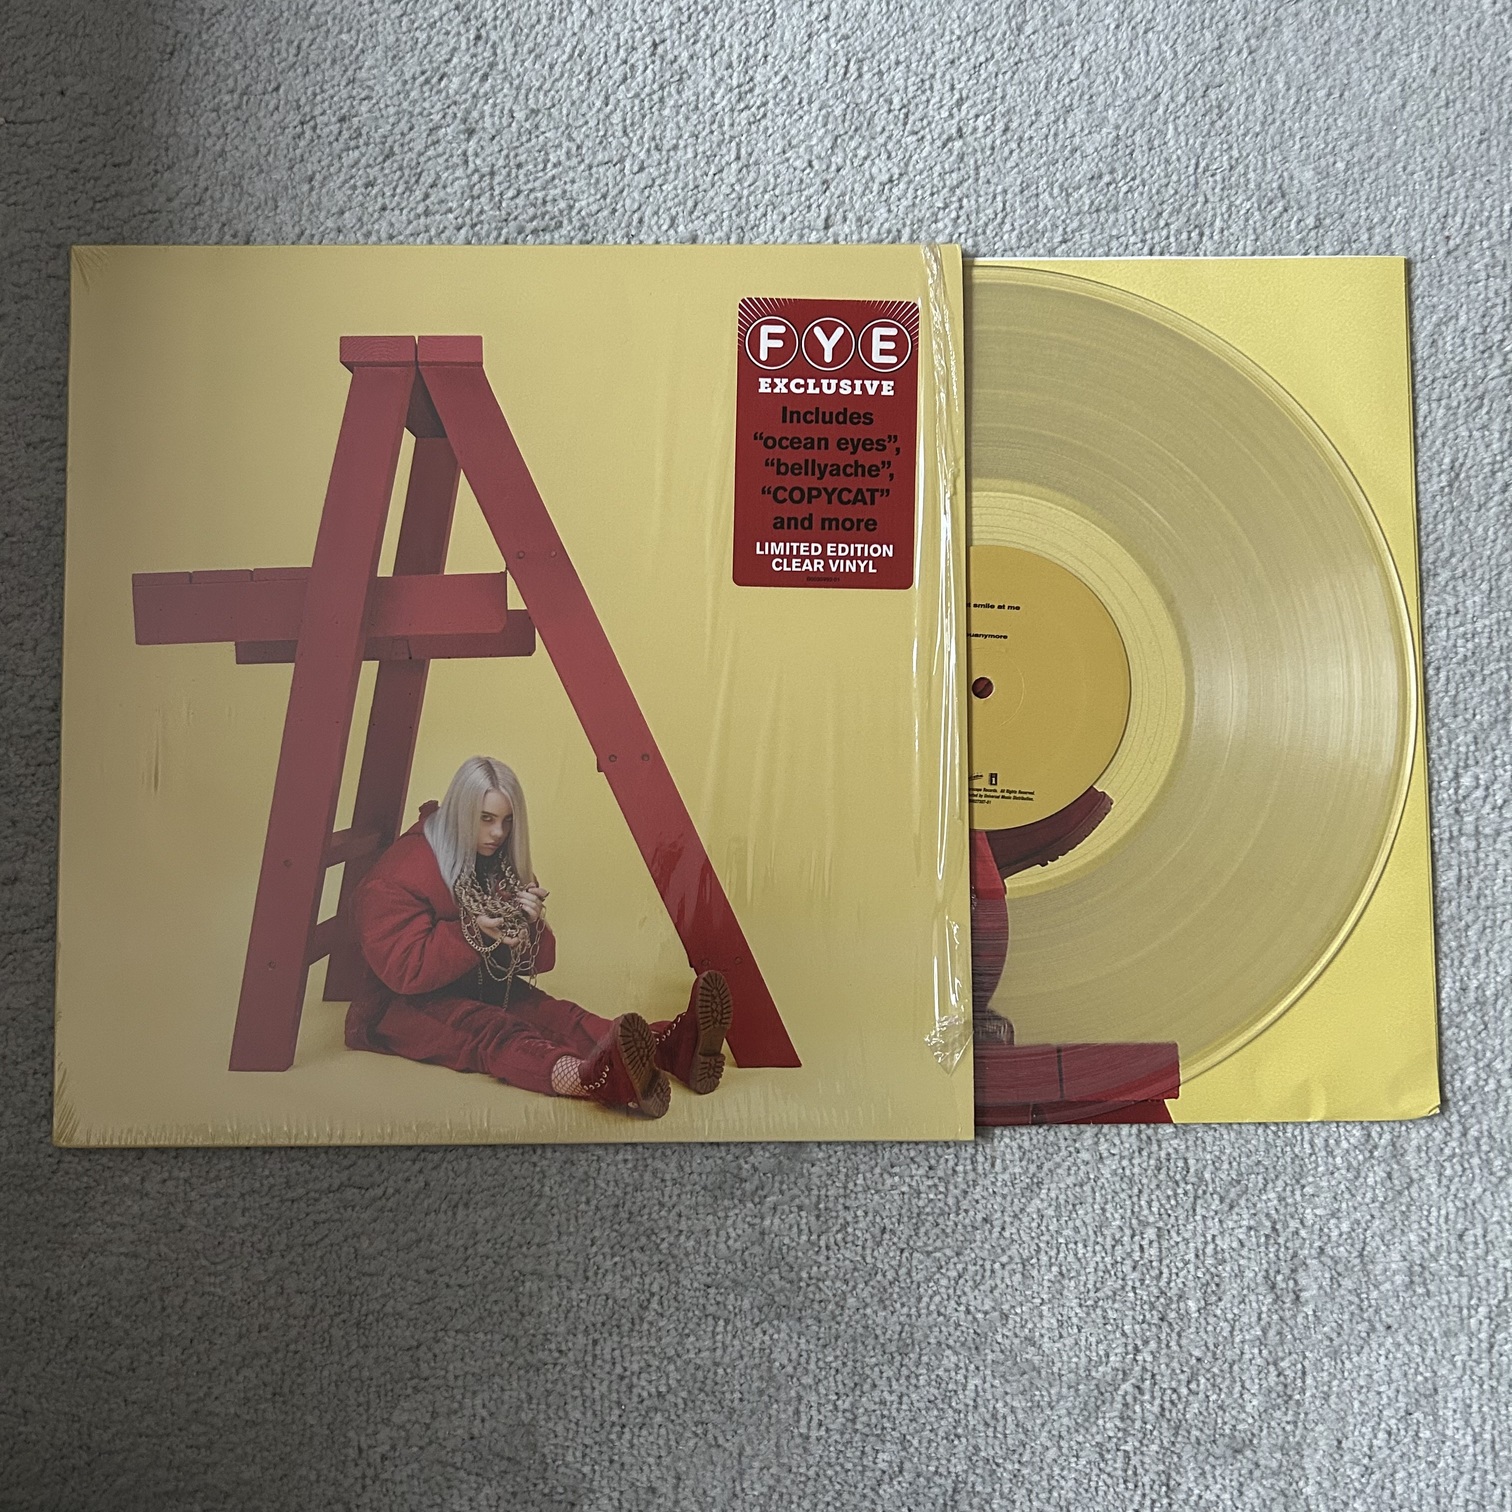 FYE
EXCLUSIVE
Includes
“ocean eyes”,
“bellyache”,
“COPYCAT”
and more
LIMITED EDITION
CLEAR VINYL
smile at me